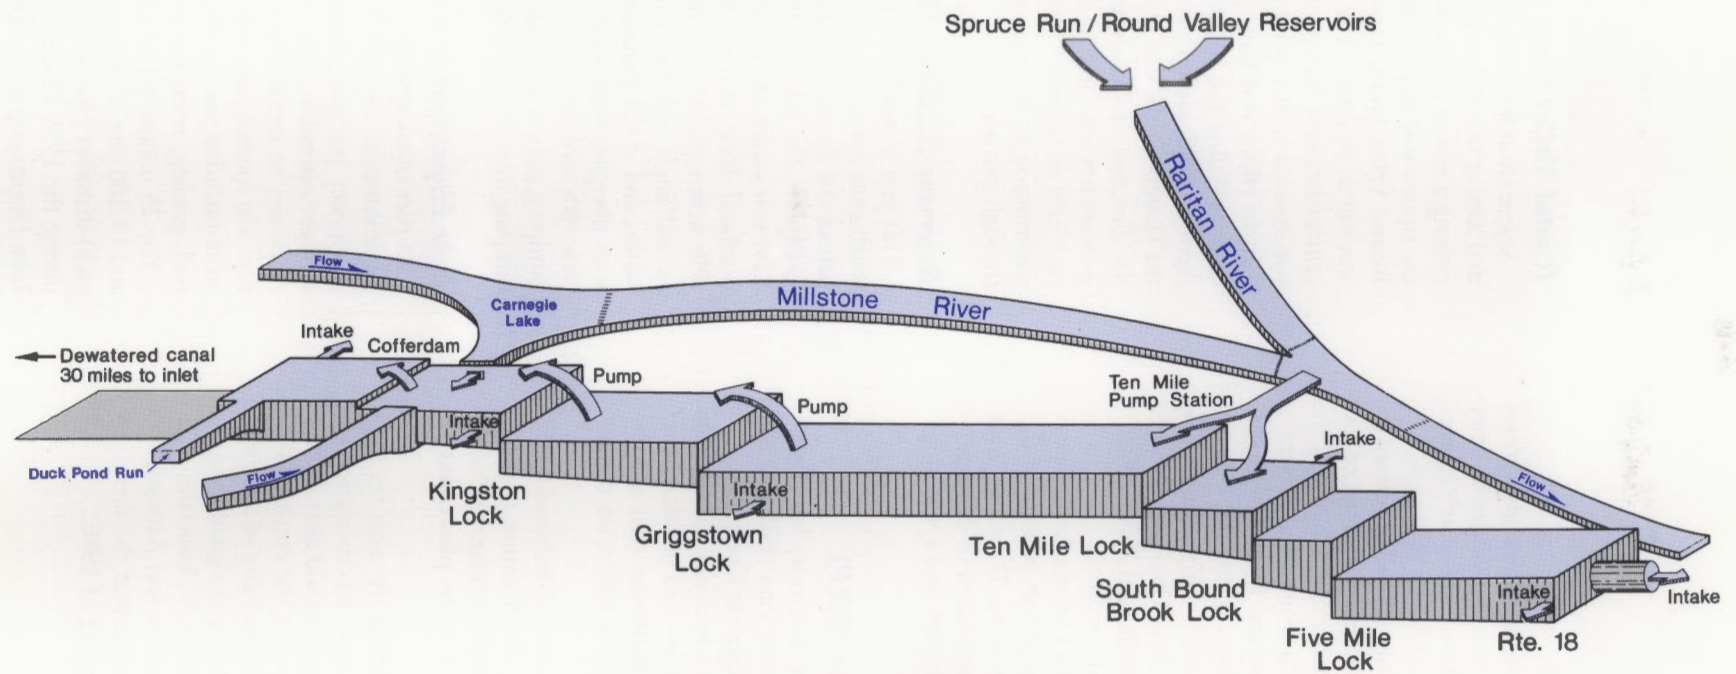 Spruce Run / Round Valley Reservoirs
Raritan River
Flow
Carnegie
Lake
Millstone River
Intake
Cofferdam
Dewatered canal
30 miles to inlet
Pump
Pump
Ten Mile
Pump Station
Intake
Intake
Duck Pond Run
Flow
Flow
Kingston
Lock
Intake
Griggstown
Lock
Ten Mile Lock
South Bound
Brook Lock
Intake
Intake
Five Mile
Lock
Rte. 18